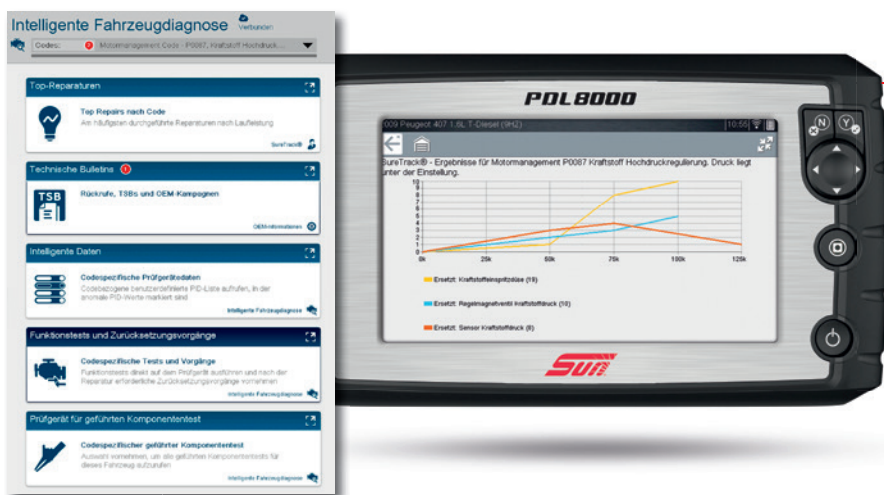 Intelligente Fahrzeugdiagnose
Verbunden
Codes:
Motormanagement Code - P0087, Kraftstoff Hochdruck...
Top-Reparaturen
Top Repairs nach Code
Am häufigsten durchgeführte Reparaturen nach Laufleistung
SureTrack®
Technische Bulletins
TSB
Rückrufe, TSBs und OEM-Kampagnen
OEM-Informationen
Intelligente Daten
Codespezifische Prüfgerätedaten
Codebezogene benutzerdefinierte PID-Liste aufrufen, in der
anomale PID-Werte markiert sind
Intelligente Fahrzeugdiagnose
Funktionstests und Zurücksetzungsvorgänge
Codespezifische Tests und Vorgänge
Funktionstests direkt auf dem Prüfgerät ausführen und nach der
Reparatur erforderliche Zurücksetzungsvorgänge vornehmen
Intelligente Fahrzeugdiagnose
Prüfgerät für geführten Komponententest
Codespezifischer geführter Komponententest
Auswahl vornehmen, um alle geführten Komponententests für
dieses Fahrzeug aufzurufen
Intelligente Fahrzeugdiagnose
PDL8000
009 Peugeot 407 1.6L T-Diesel (9HZ)
10:55
SureTrack® - Ergebnisse für Motormanagement P0087 Kraftstoff Hochdruckregulierung. Druck liegt
unter der Einstellung.
10
9
8
7
6
5
4
3
2
1
0
0k 25k 50k 75k 100k 125k
Ersetzt: Kraftstoffeinspritzdüse (19)
Ersetzt: Regelmagnetventil Kraftstoffdruck (10)
Ersetzt: Sensor Kraftstoffdruck (8)
N
Y
Sun